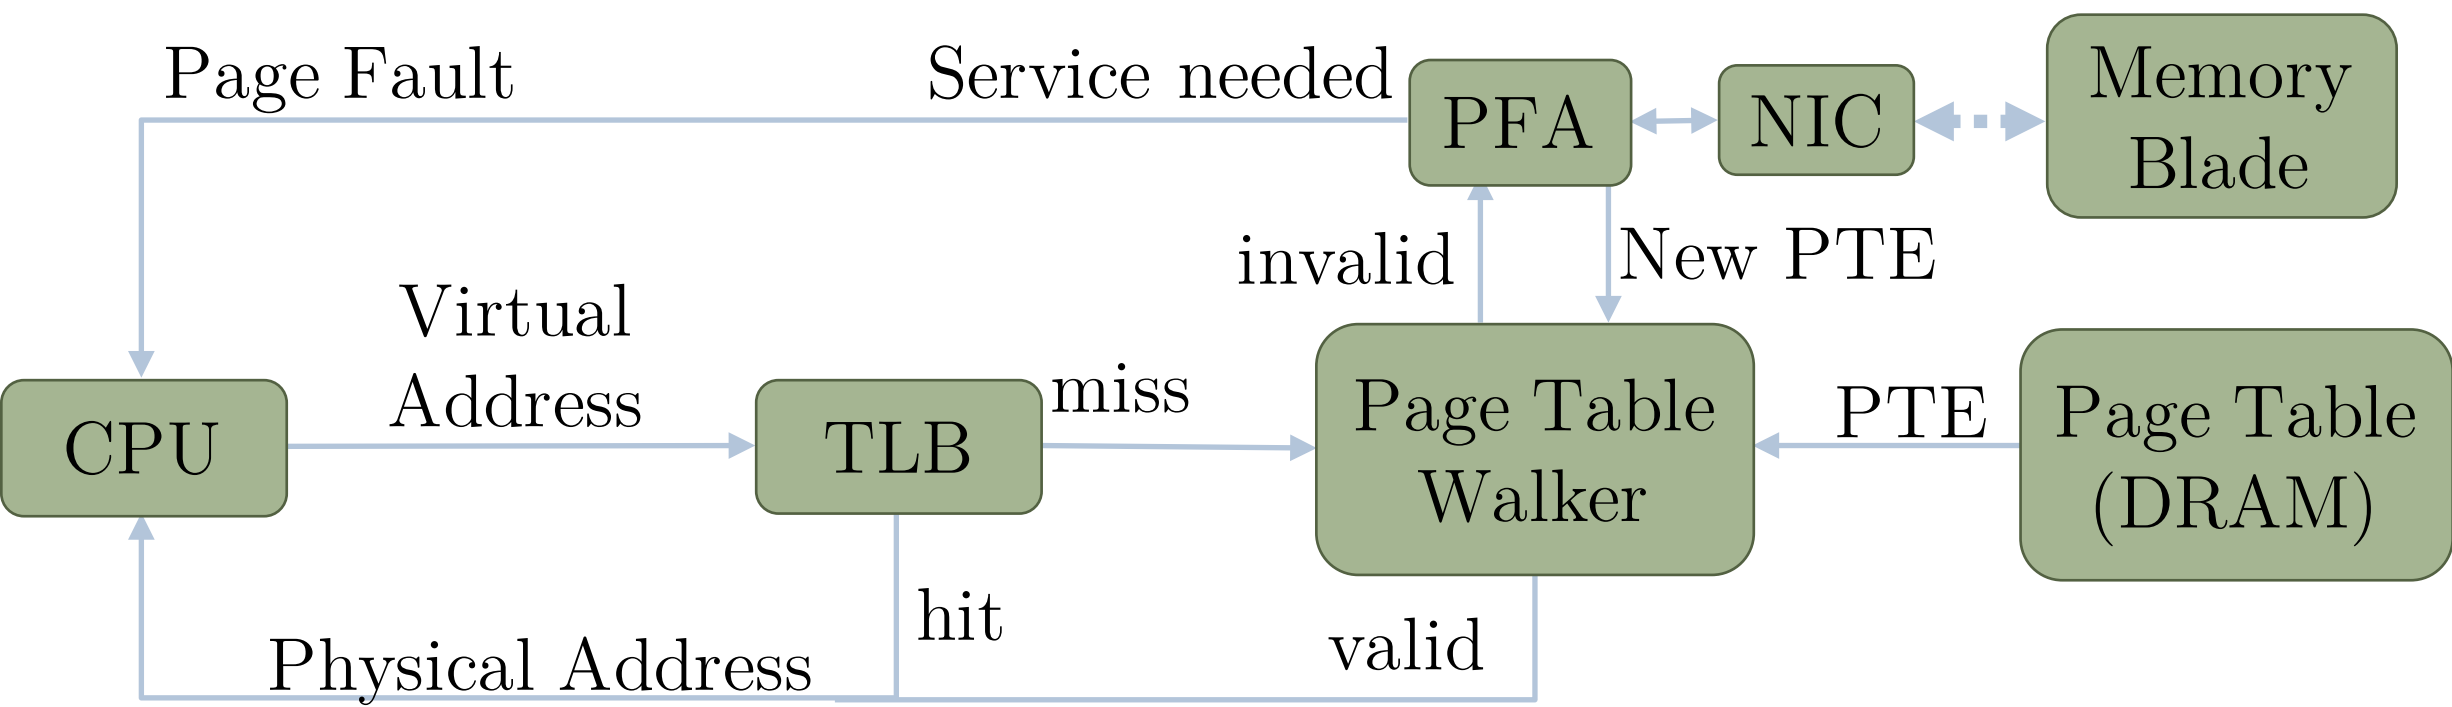 Page Fault
Service needed
PFA
NIC
Memory
Blade
invalid
New PTE
Virtual
Address
CPU
TLB
miss
Page Table
Walker
PTE
Page Table
(DRAM)
hit
valid
Physical Address